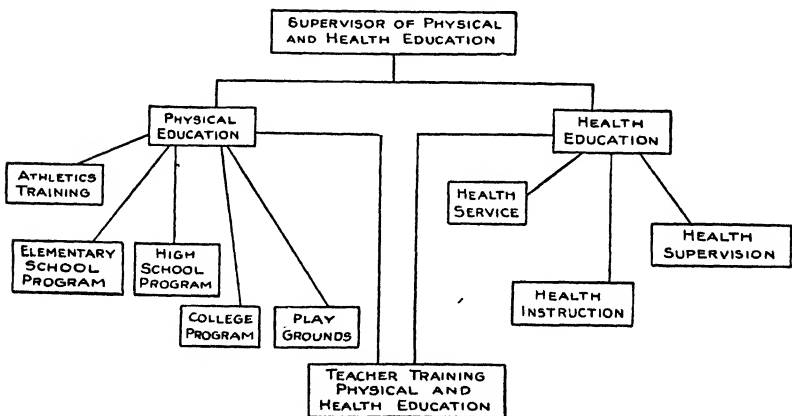 SUPERVISOR OF PHYSICAL
AND HEALTH EDUCATION
PHYSICAL
EDUCATION
HEALTH
EDUCATION
ATHLETICS
TRAINING
HEALTH
SERVICE
ELEMENTARY
SCHOOL
PROGRAM
HIGH
SCHOOL
PROGRAM
HEALTH
SUPERVISION
COLLEGE
PROGRAM
PLAY
GROUNDS
HEALTH
INSTRUCTION
TEACHER TRAINING
PHYSICAL AND
HEALTH EDUCATION